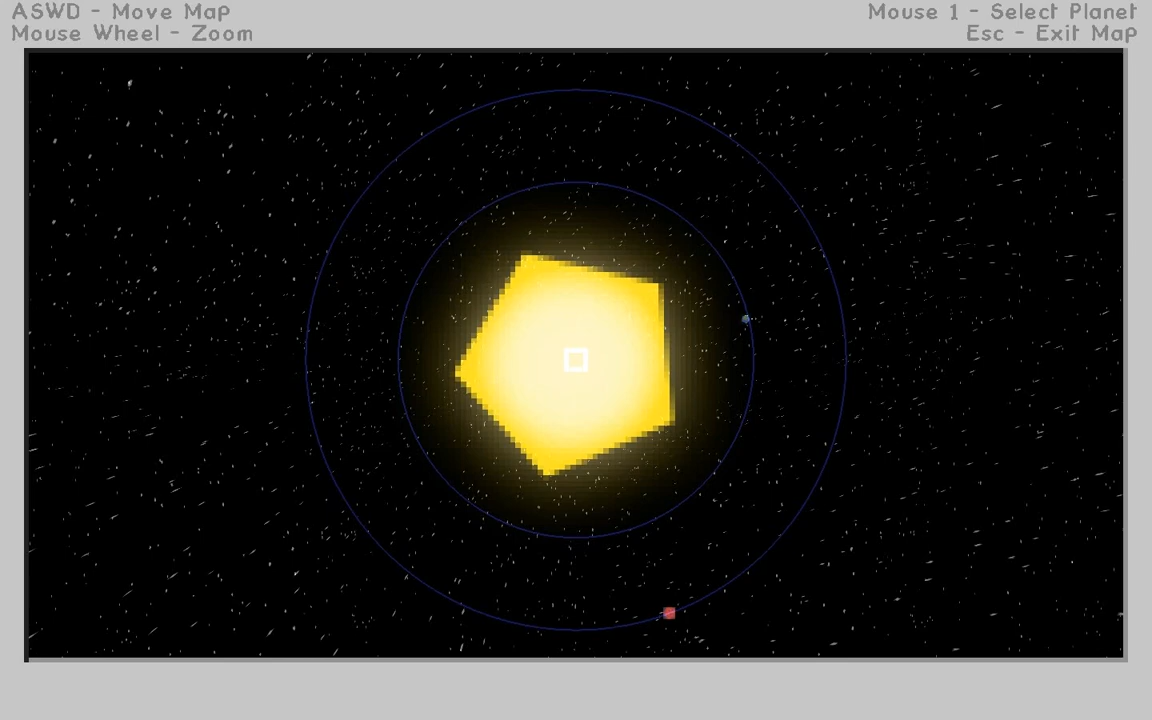 ASWD - Move Map
Mouse Wheel - Zoom
Mouse 1 - Select Planet
Esc - Exit Map